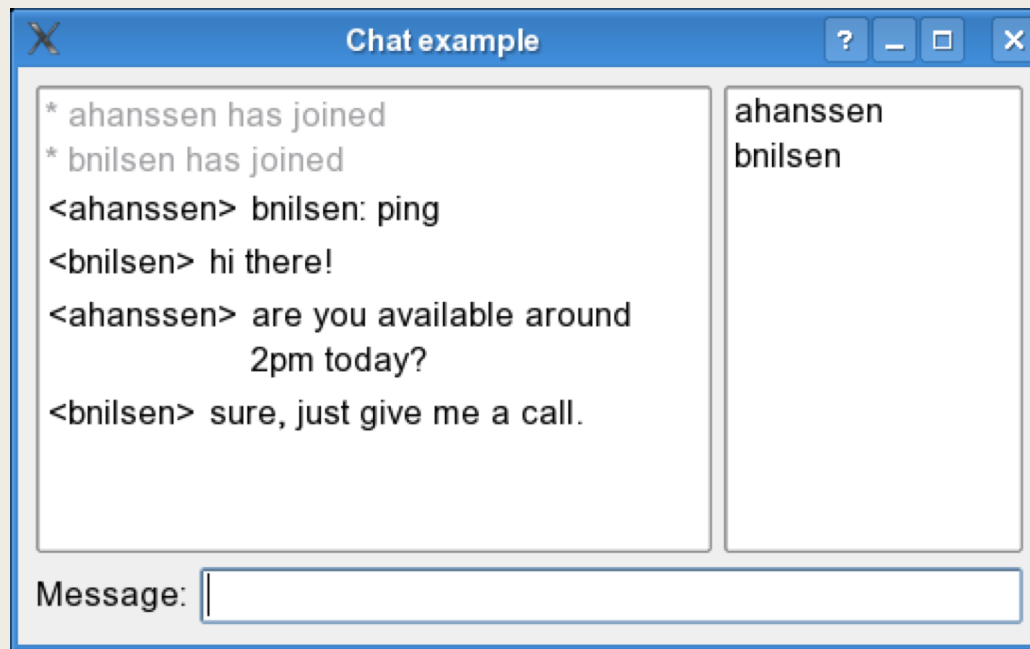 Chat example
* ahanssen has joined
* bnilsen has joined
<ahanssen> bnilsen: ping
<bnilsen> hi there!
<ahanssen> are you available around
2pm today?
<bnilsen> sure, just give me a call.
ahanssen
bnilsen
Message: